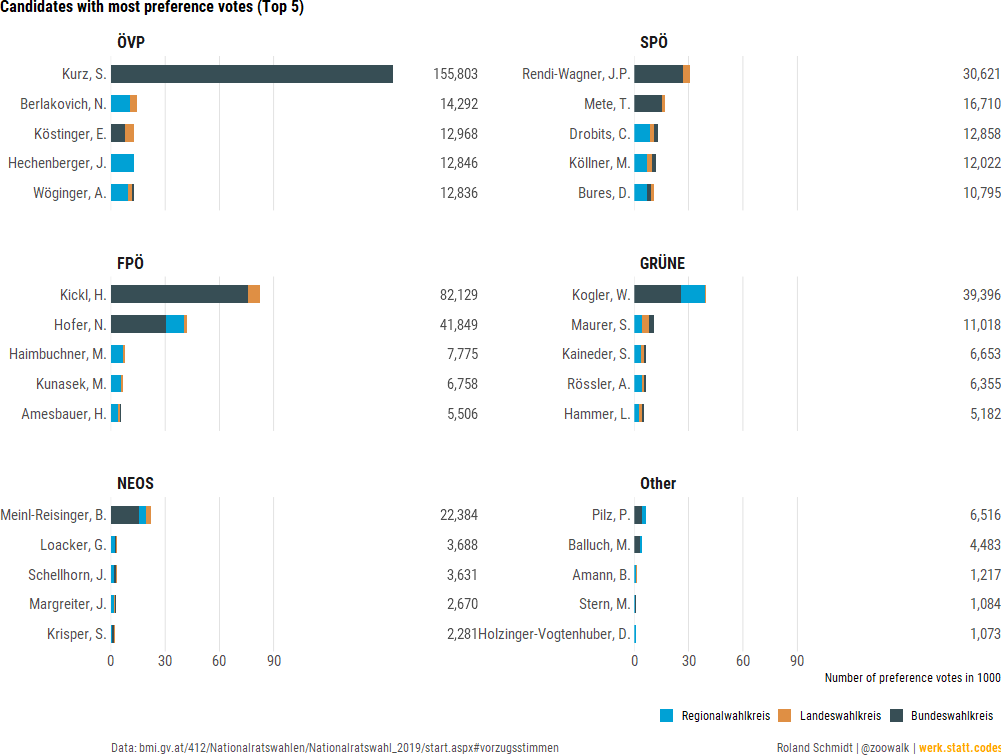 Candidates with most preference votes (Top 5)
ÖVP
Kurz, S. 155,803
Berlakovich, N. 14,292
Köstinger, E. 12,968
Hechenberger, J. 12,846
Wöginger, A. 12,836
SPÖ
Rendi-Wagner, J.P. 30,621
Mete, T. 16,710
Drobits, C. 12,858
Köllner, M. 12,022
Bures, D. 10,795
FPÖ
Kickl, H. 82,129
Hofer, N. 41,849
Haimbuchner, M. 7,775
Kunasek, M. 6,758
Amesbauer, H. 5,506
GRÜNE
Kogler, W. 39,396
Maurer, S. 11,018
Kaineder, S. 6,653
Rössler, A. 6,355
Hammer, L. 5,182
NEOS
Meinl-Reisinger, B. 22,384
Loacker, G. 3,688
Schellhorn, J. 3,631
Margreiter, J. 2,670
Krisper, S. 2,281
0 30 60 90
Other
Pilz, P. 6,516
Balluch, M. 4,483
Amann, B. 1,217
Stern, M. 1,084
Holzinger-Vogtenhuber, D. 1,073
0 30 60 90
Number of preference votes in 1000
Regionalwahlkreis Landeswahlkreis Bundeswahlkreis
Data: bmi.gv.at/412/Nationalratswahlen/Nationalratswahl_2019/start.aspx#vorzugsstimmen
Roland Schmidt | @zoowalk | werk.statt.codes